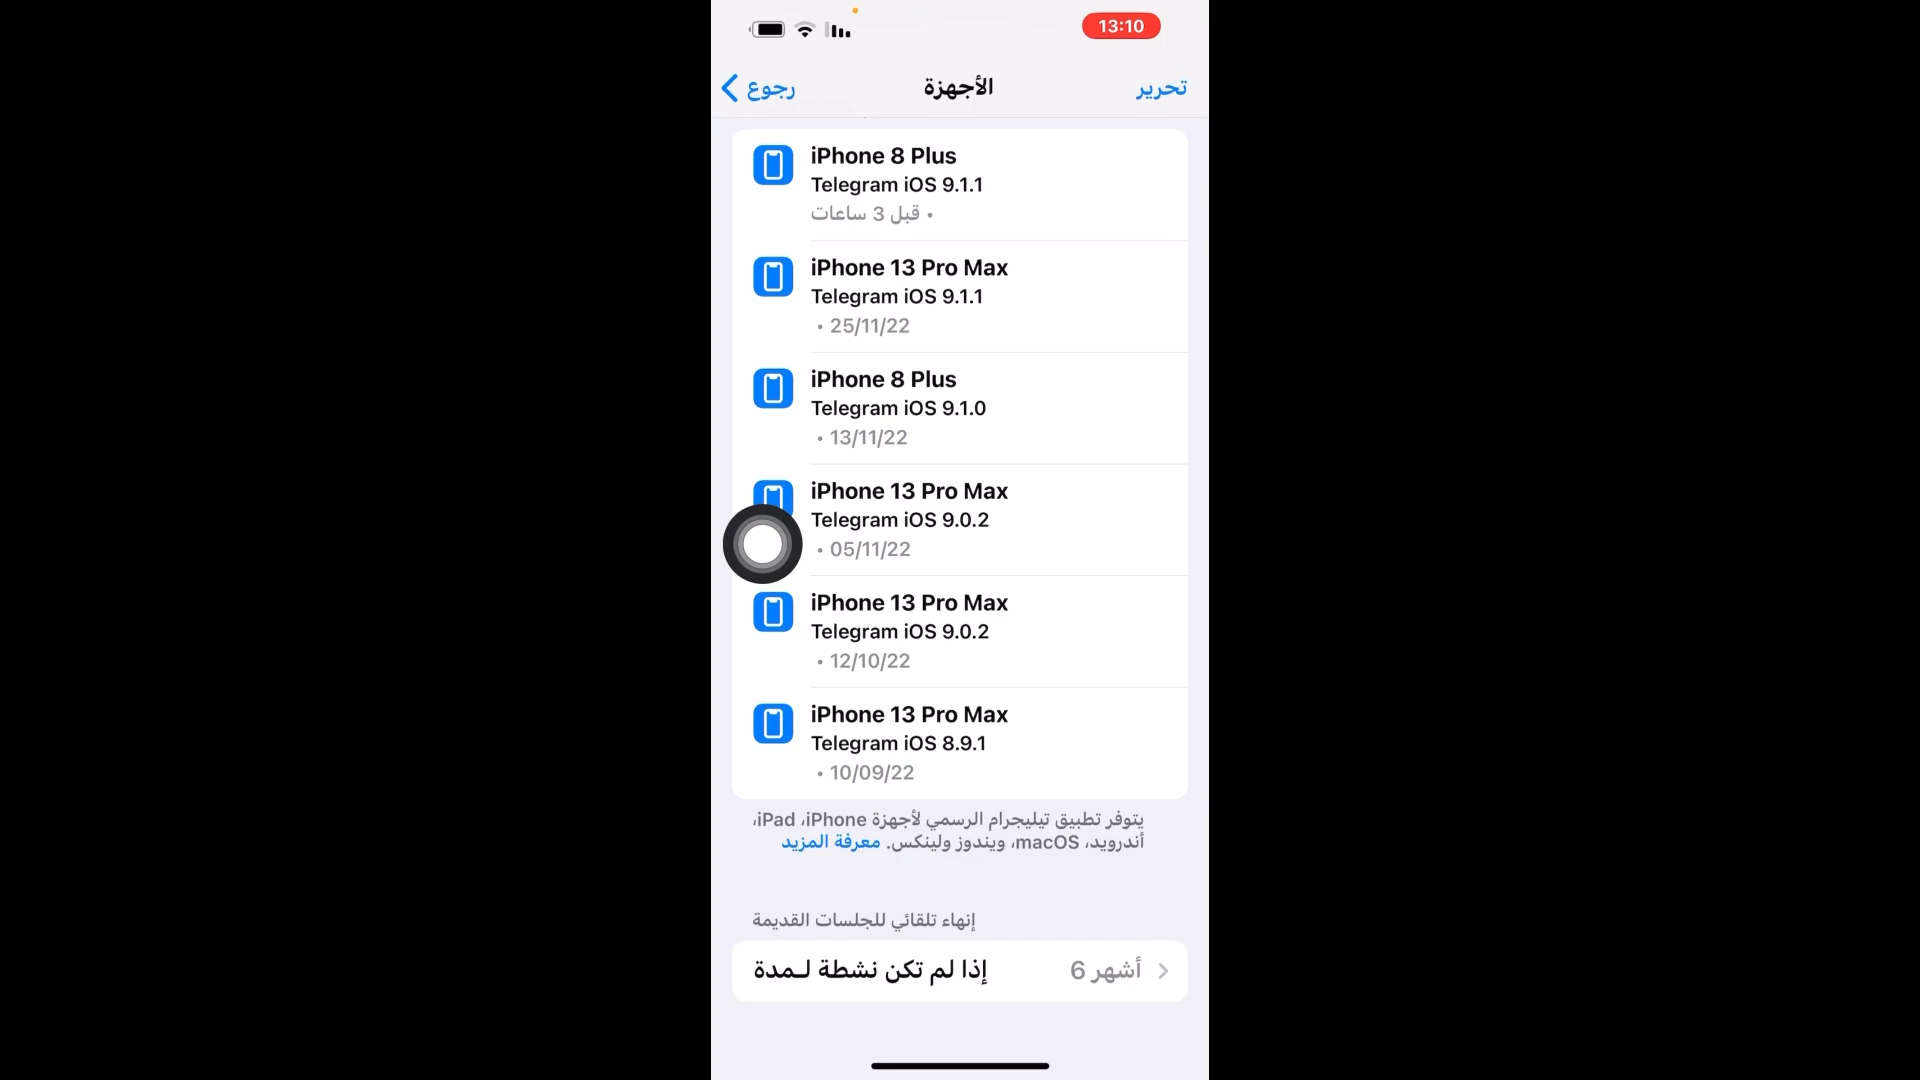 13:10
رجوع
الأجهزة
تحرير
iPhone 8 Plus
Telegram iOS 9.1.1
• قبل 3 ساعات
iPhone 13 Pro Max
Telegram iOS 9.1.1
• 25/11/22
iPhone 8 Plus
Telegram iOS 9.1.0
• 13/11/22
iPhone 13 Pro Max
Telegram iOS 9.0.2
• 05/11/22
iPhone 13 Pro Max
Telegram iOS 9.0.2
• 12/10/22
iPhone 13 Pro Max
Telegram iOS 8.9.1
• 10/09/22
يتوفر تطبيق تيليجرام الرسمي لأجهزة iPhone، iPad،
أندرويد، macOS، ويندوز ولينكس. معرفة المزيد
إنهاء تلقائي للجلسات القديمة
إذا لم تكن نشطة لـمدة
6 أشهر